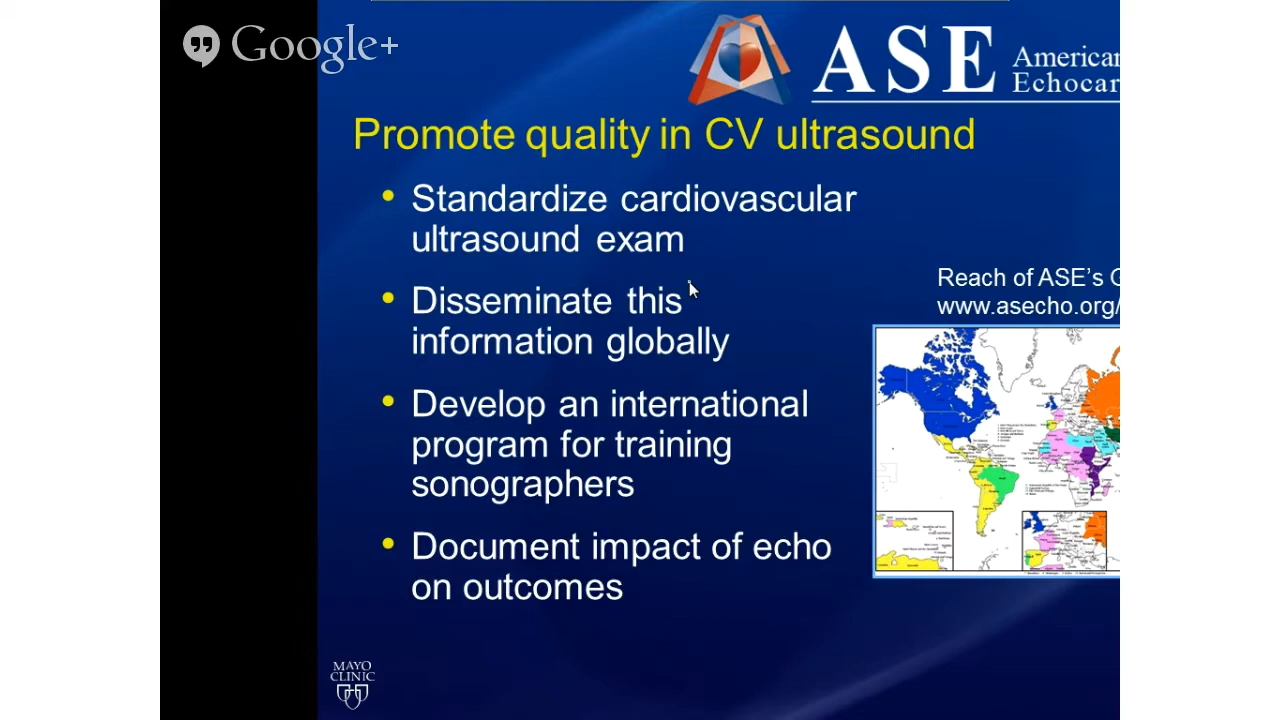 Google+
ASE
American
Echocar
Promote quality in CV ultrasound
• Standardize cardiovascular
ultrasound exam
• Disseminate this
information globally
Reach of ASE's G
www.asecho.org/
• Develop an international
program for training
sonographers
• Document impact of echo
on outcomes
MAYO
CLINIC